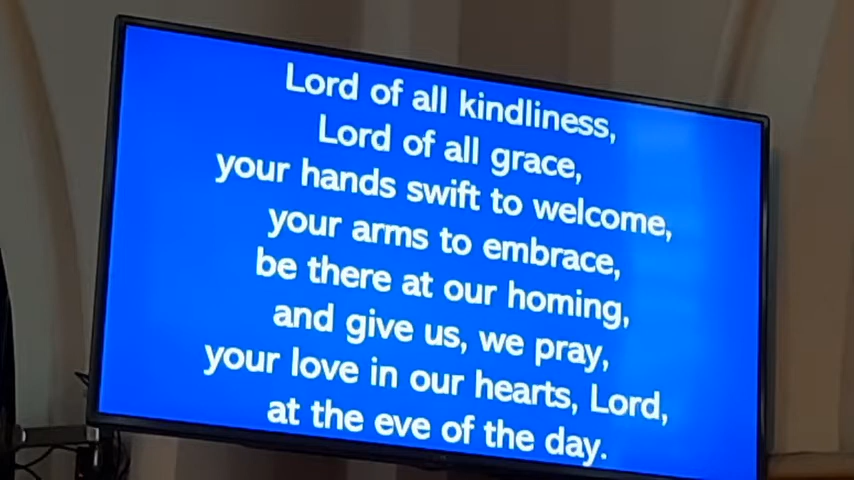 Lord of all kindliness,
Lord of all grace,
your hands swift to welcome,
your arms to embrace,
be there at our homing,
and give us, we pray,
your love in our hearts, Lord,
at the eve of the day.